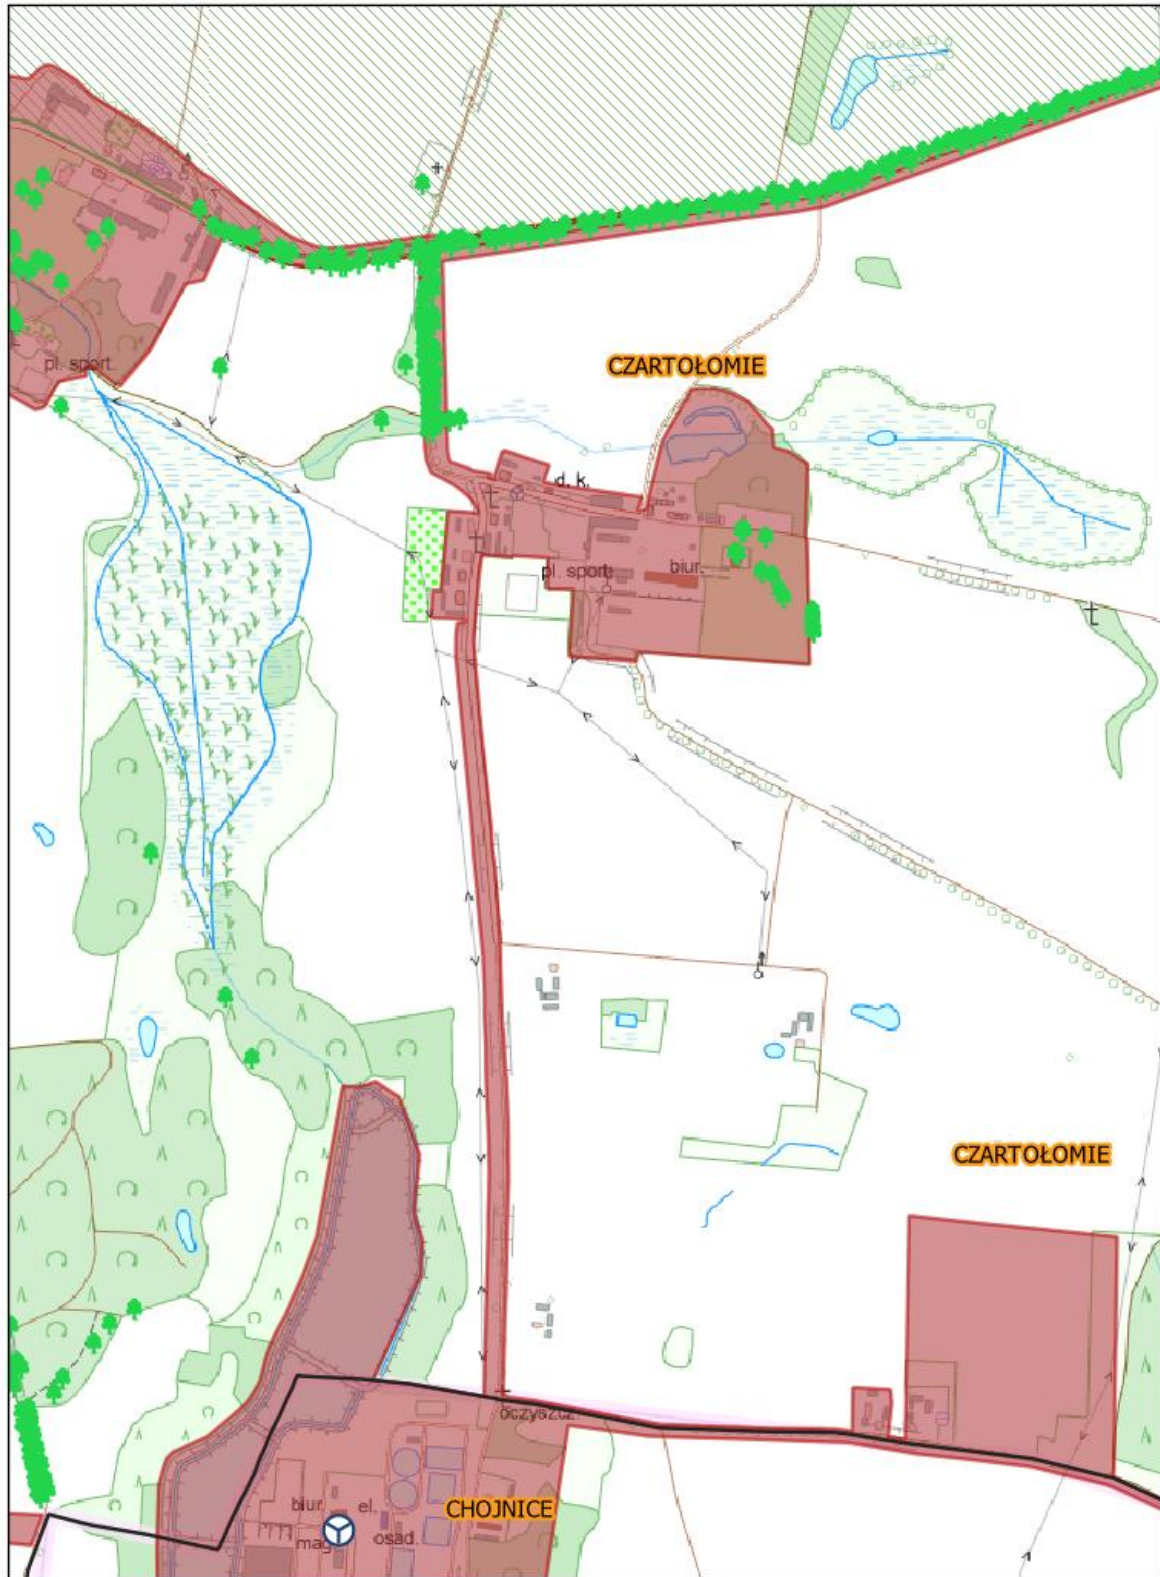 pl. sport.
CZARTOŁOMIE
d. k.
pl. sport.
biur.
CZARTOŁOMIE
oczyszcz.
CHOJNICE
biur. el.
mag. osad.